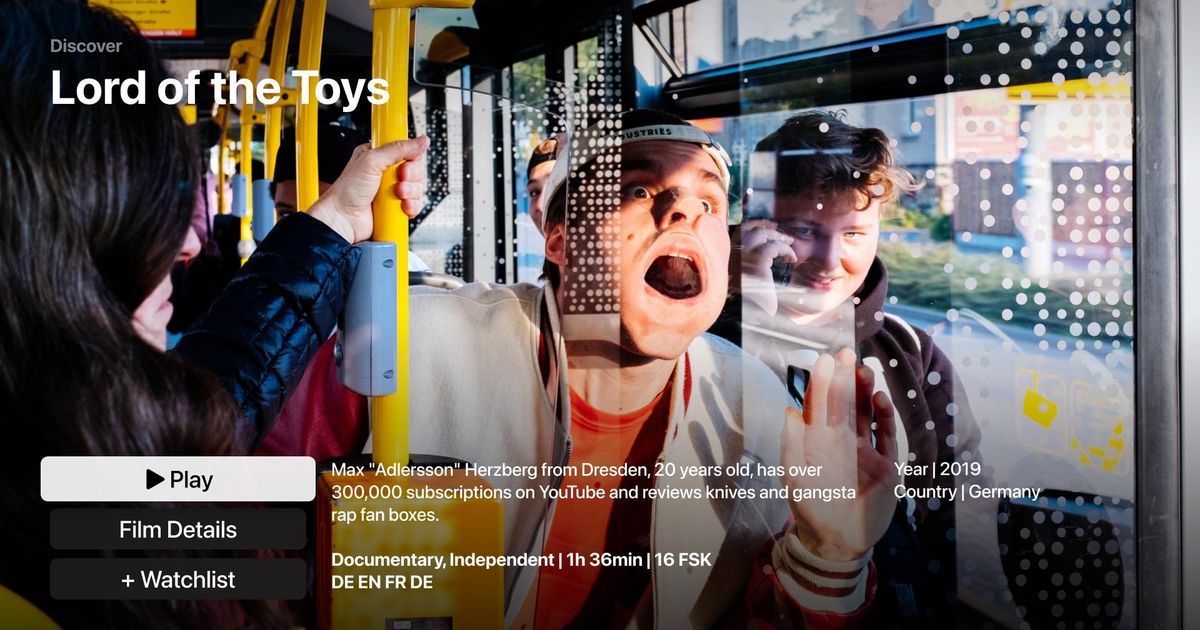 Discover
Lord of the Toys
USTRIES
Play
Film Details
+ Watchlist
Max "Adlersson" Herzberg from Dresden, 20 years old, has over
300,000 subscriptions on YouTube and reviews knives and gangsta
rap fan boxes.
Documentary, Independent | 1h 36min | 16 FSK
DE EN FR DE
Year | 2019
Country | Germany